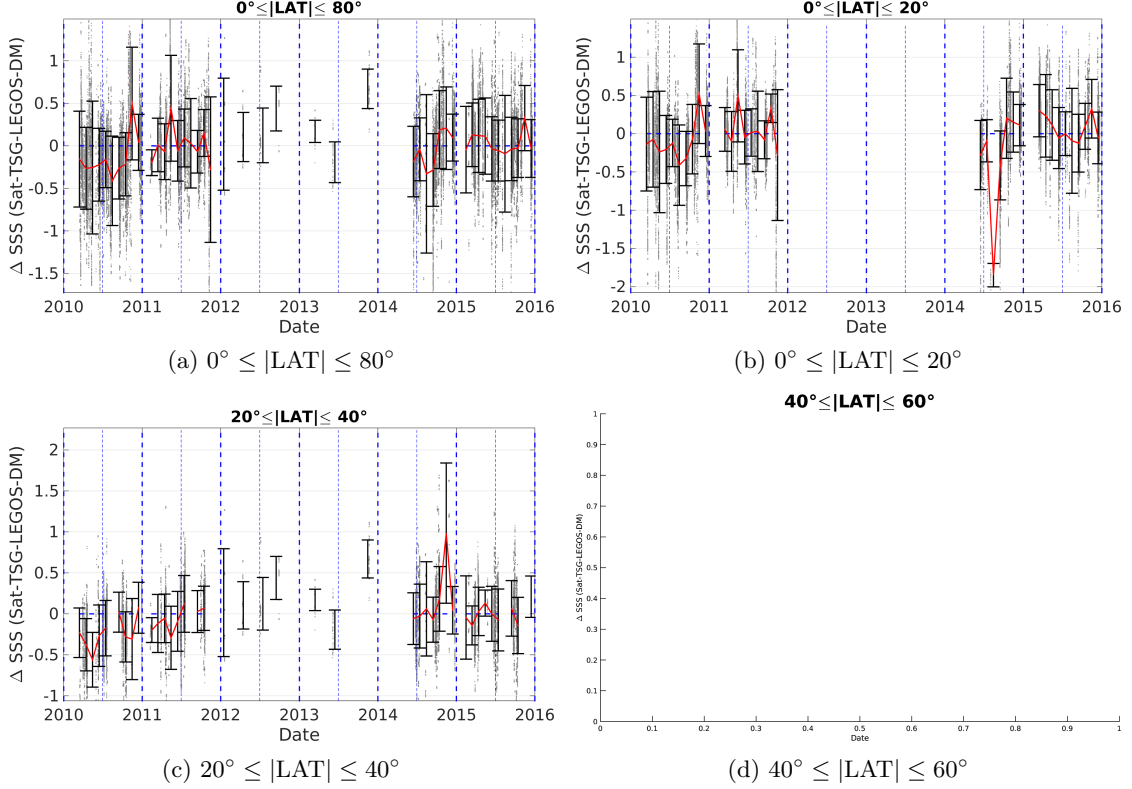 0°≤|LAT|≤ 80°
Δ SSS (Sat-TSG-LEGOS-DM)
1
0.5
0
-0.5
-1
-1.5
2010 2011 2012 2013 2014 2015 2016
Date
(a) 0° ≤ |LAT| ≤ 80°
0°≤|LAT|≤ 20°
Δ SSS (Sat-TSG-LEGOS-DM)
1
0.5
0
-0.5
-1
-1.5
-2
2010 2011 2012 2013 2014 2015 2016
Date
(b) 0° ≤ |LAT| ≤ 20°
20°≤|LAT|≤ 40°
Δ SSS (Sat-TSG-LEGOS-DM)
2
1.5
1
0.5
0
-0.5
-1
2010 2011 2012 2013 2014 2015 2016
Date
(c) 20° ≤ |LAT| ≤ 40°
40°≤|LAT|≤ 60°
Δ SSS (Sat-TSG-LEGOS-DM)
1
0.9
0.8
0.7
0.6
0.5
0.4
0.3
0.2
0.1
0
0 0.1 0.2 0.3 0.4 0.5 0.6 0.7 0.8 0.9 1
Date
(d) 40° ≤ |LAT| ≤ 60°